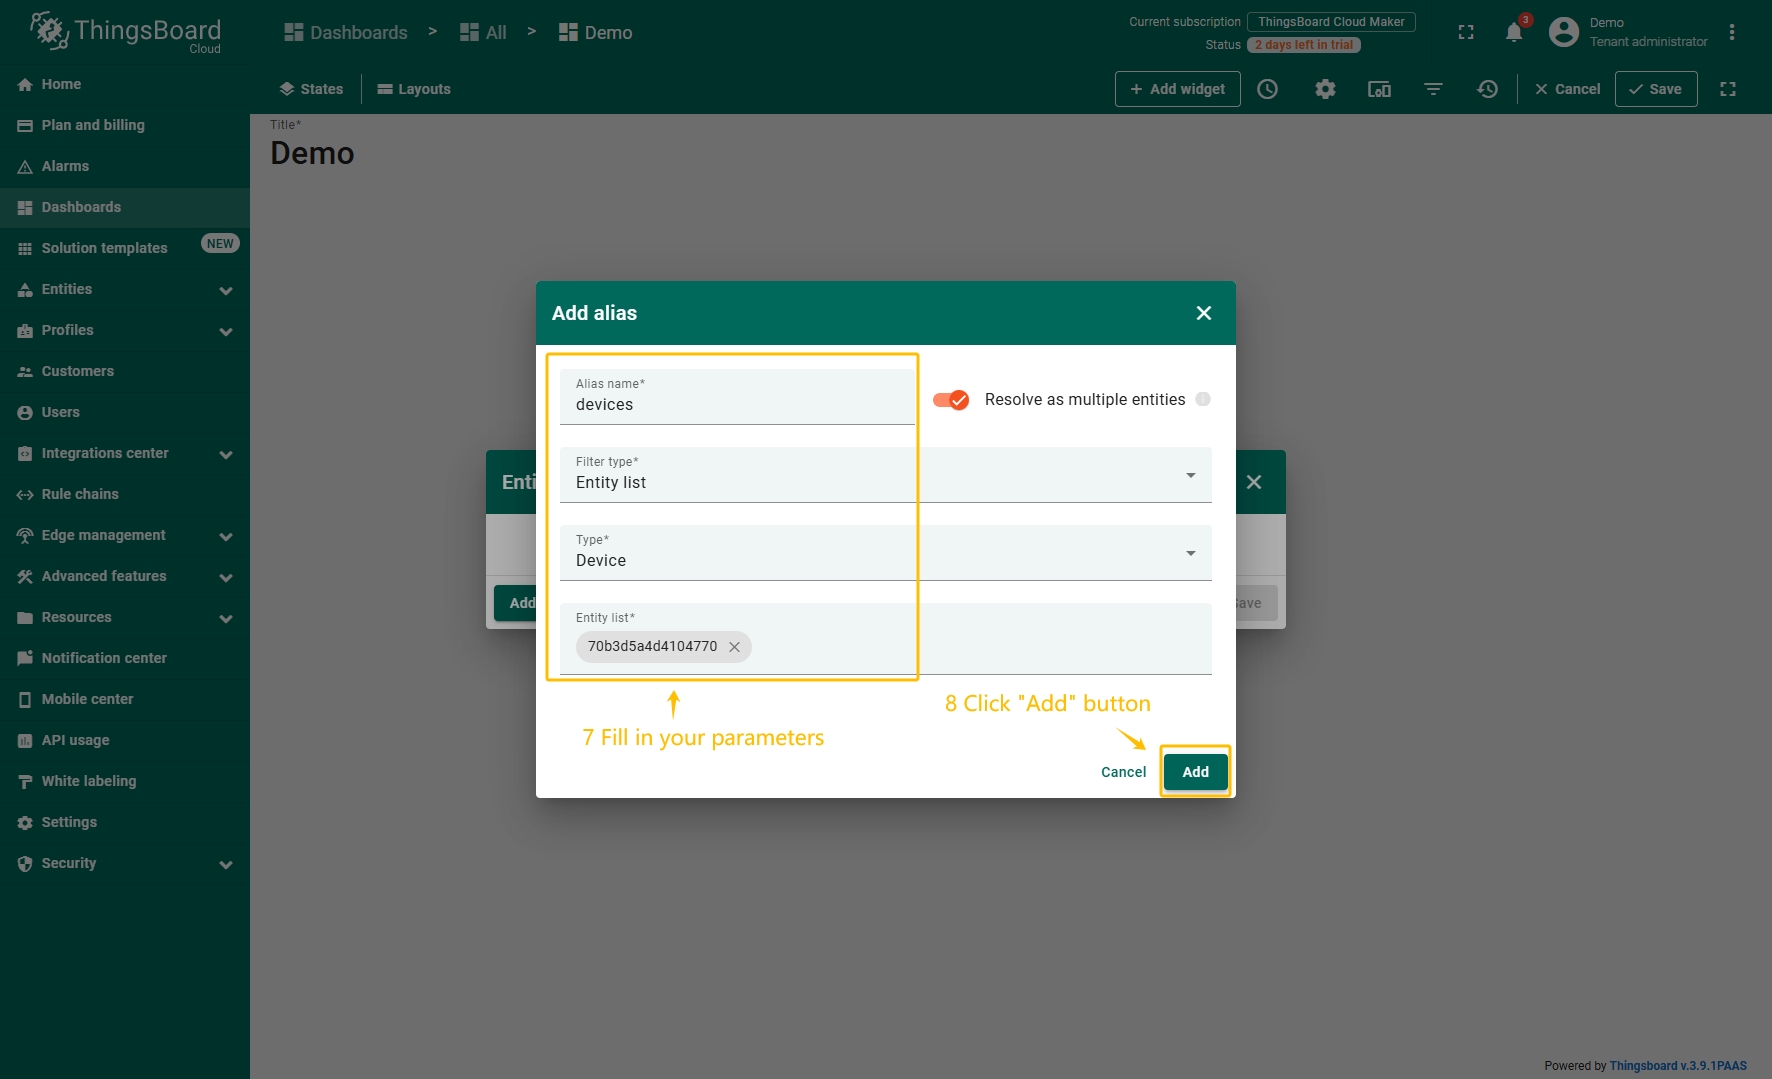 ThingsBoard
Cloud
Dashboards > All > Demo
Current subscription ThingsBoard Cloud Maker
Status 2 days left in trial
3
Demo
Tenant administrator
States
Layouts
+ Add widget
Cancel
Save
Home
Plan and billing
Alarms
Dashboards
Solution templates NEW
Entities
Profiles
Customers
Users
Integrations center
Rule chains
Edge management
Advanced features
Resources
Notification center
Mobile center
API usage
White labeling
Settings
Security
Title*
Demo
Enti
Add
Save
Add alias
Alias name*
devices
Resolve as multiple entities
Filter type*
Entity list
Type*
Device
Entity list*
70b3d5a4d4104770
7 Fill in your parameters
8 Click "Add" button
Cancel
Add
Powered by Thingsboard v.3.9.1PAAS